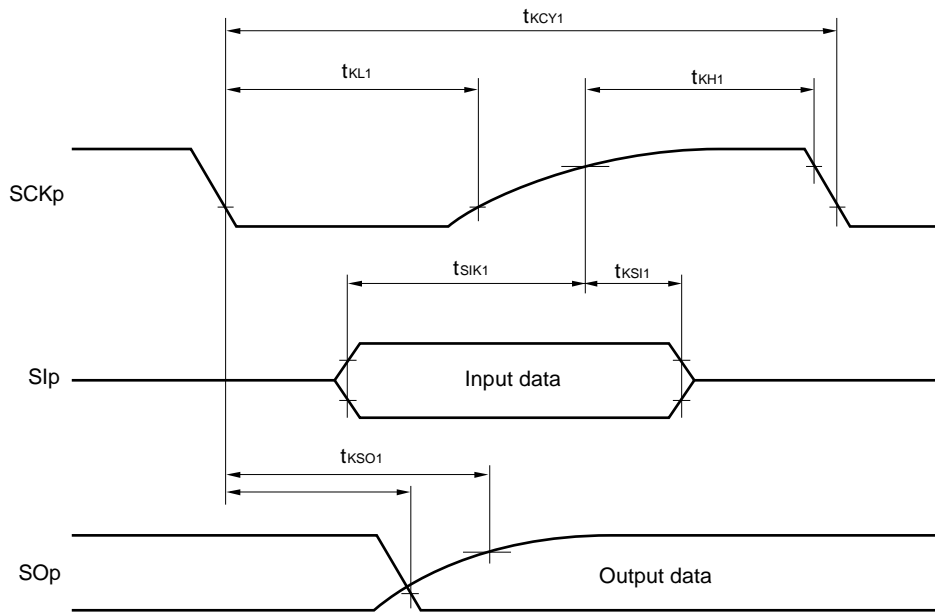 tKCY1
tKL1
tKH1
SCKp
tSIK1
tKSI1
SIp
Input data
tKSO1
SOp
Output data